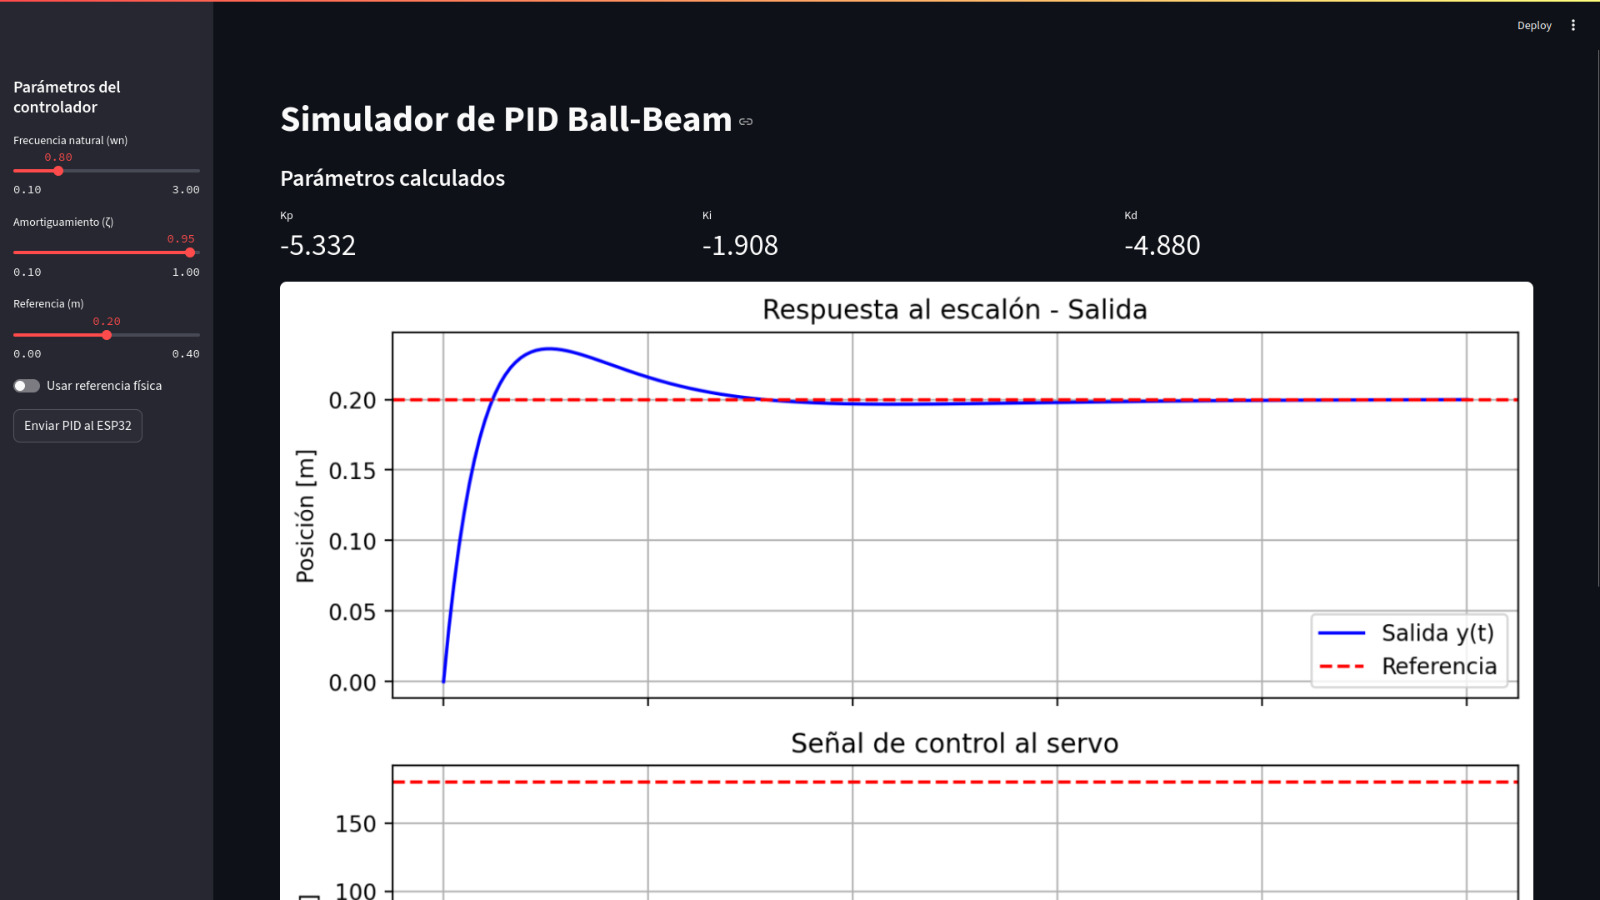 Deploy
Parámetros del
controlador
Frecuencia natural (wn)
0.80
0.10 3.00
Amortiguamiento (ζ)
0.95
0.10 1.00
Referencia (m)
0.20
0.00 0.40
Usar referencia física
Enviar PID al ESP32
Simulador de PID Ball-Beam
Parámetros calculados
Kp Ki Kd
-5.332 -1.908 -4.880
Respuesta al escalón - Salida
Posición [m]
0.20
0.15
0.10
0.05
0.00
Salida y(t)
Referencia
Señal de control al servo
150
100